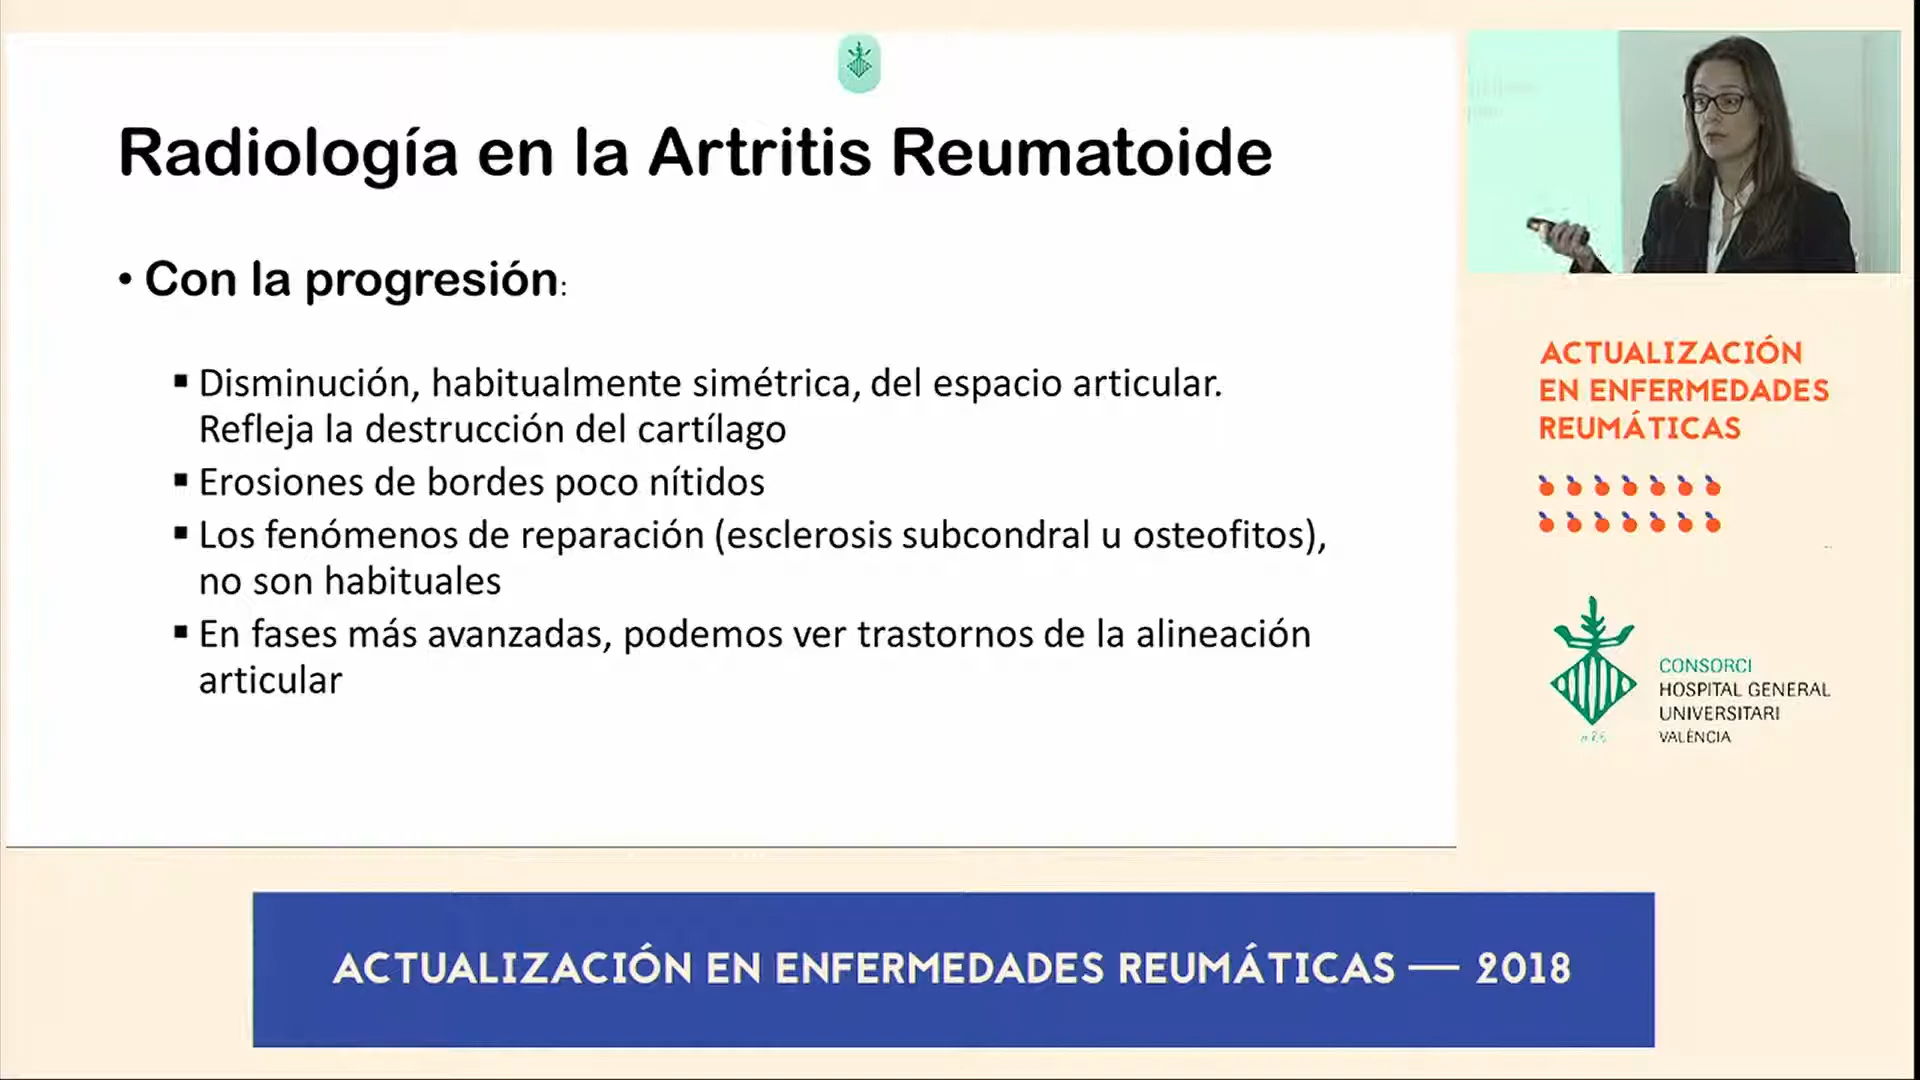 Radiología en la Artritis Reumatoide
• Con la progresión:
▪ Disminución, habitualmente simétrica, del espacio articular.
Refleja la destrucción del cartílago
▪ Erosiones de bordes poco nítidos
▪ Los fenómenos de reparación (esclerosis subcondral u osteofitos),
no son habituales
▪ En fases más avanzadas, podemos ver trastornos de la alineación
articular
ACTUALIZACIÓN
EN ENFERMEDADES
REUMÁTICAS
CONSORCI
HOSPITAL GENERAL
UNIVERSITARI
VALÈNCIA
ACTUALIZACIÓN EN ENFERMEDADES REUMÁTICAS — 2018